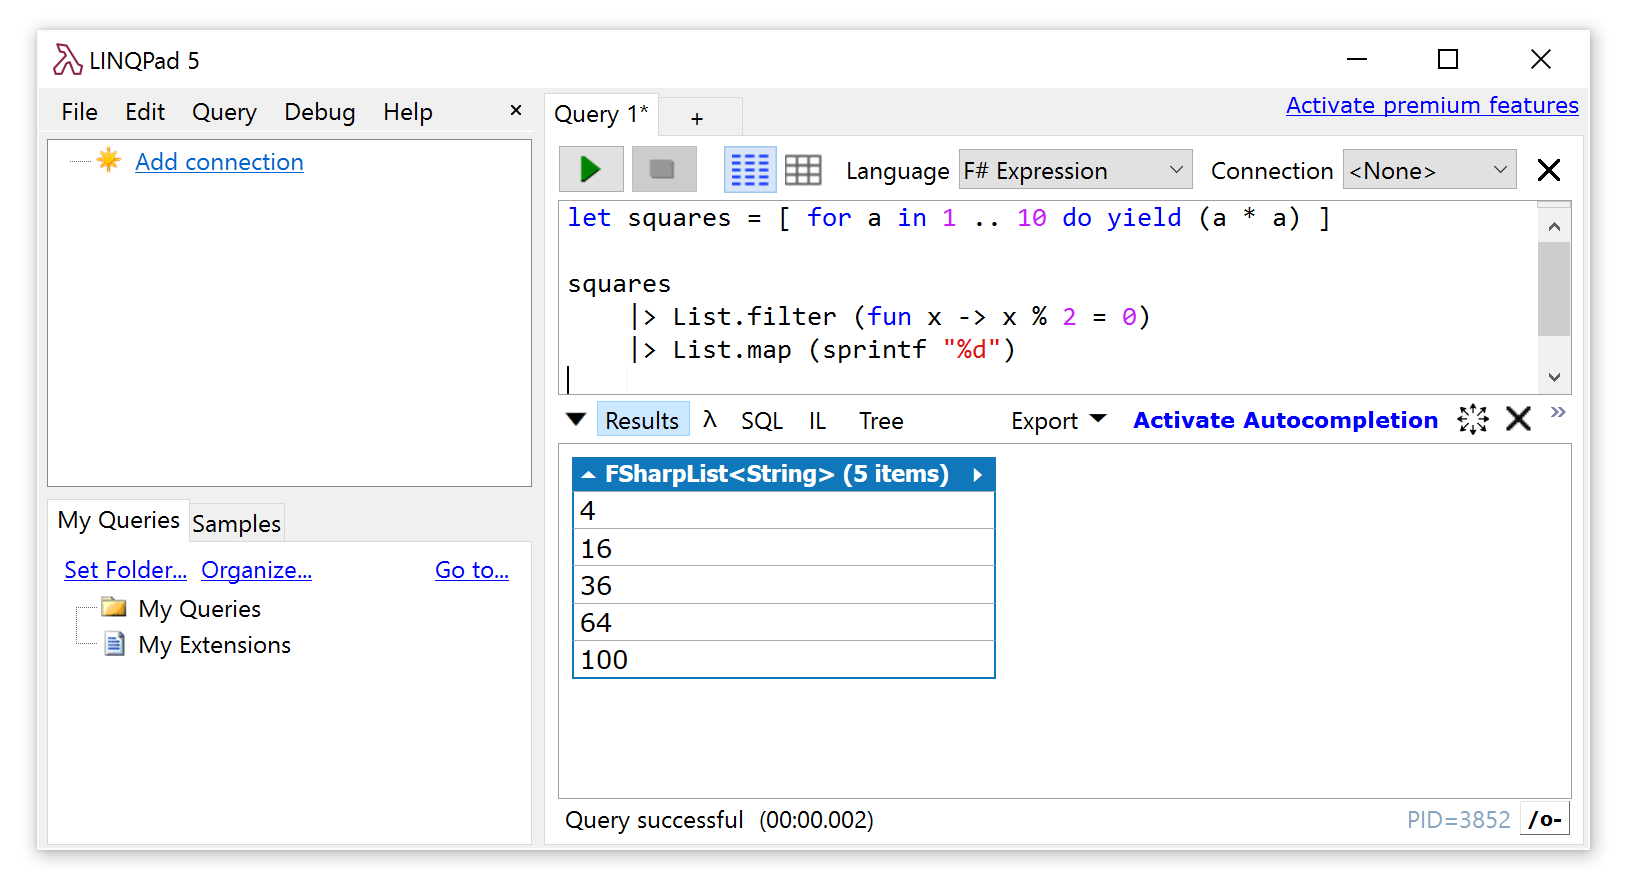 LINQPad 5
File Edit Query Debug Help
Add connection
My Queries Samples
Set Folder... Organize... Go to...
My Queries
My Extensions
Query 1* +
Activate premium features
Language F# Expression Connection <None>
let squares = [ for a in 1 .. 10 do yield (a * a) ]
squares
|> List.filter (fun x -> x % 2 = 0)
|> List.map (sprintf "%d")
Results λ SQL IL Tree Export Activate Autocompletion »
FSharpList<String> (5 items)
4
16
36
64
100
Query successful (00:00.002)
PID=3852 /o-